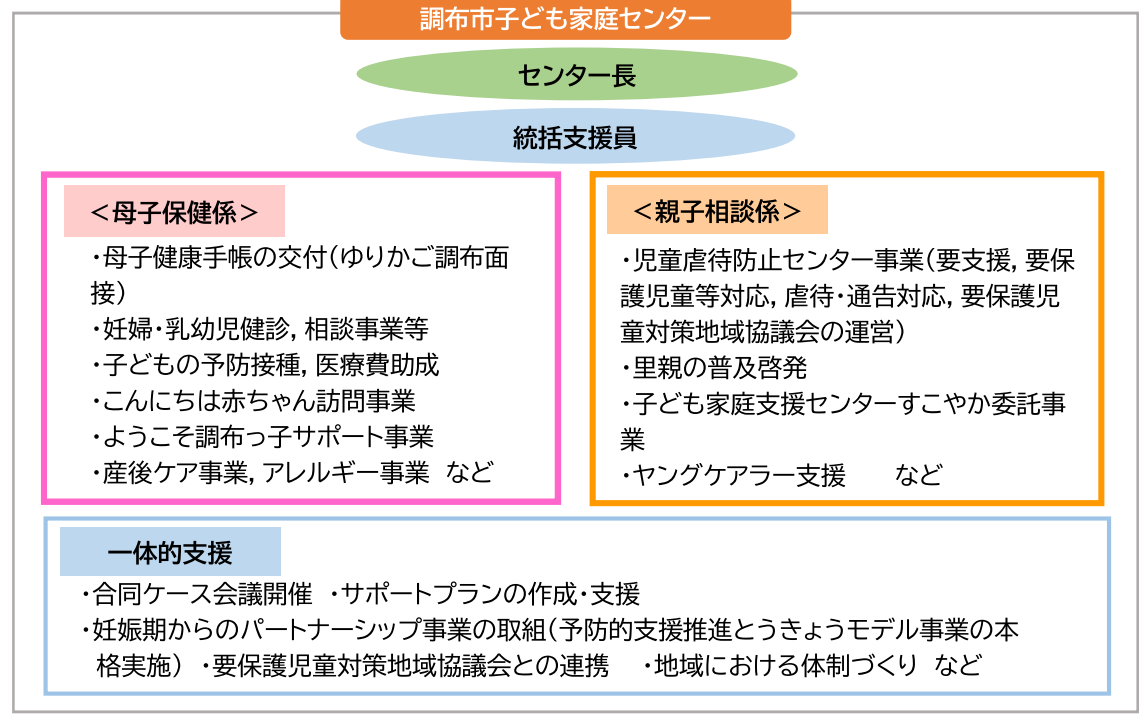 調布市子ども家庭センター
センター長
統括支援員
＜母子保健係＞
・母子健康手帳の交付（ゆりかご調布面
接）
・妊婦・乳幼児健診，相談事業等
・子どもの予防接種，医療費助成
・こんにちは赤ちゃん訪問事業
・ようこそ調布っ子サポート事業
・産後ケア事業，アレルギー事業　など
＜親子相談係＞
・児童虐待防止センター事業（要支援，要保
護児童等対応，虐待・通告対応，要保護児
童対策地域協議会の運営）
・里親の普及啓発
・子ども家庭支援センターすこやか委託事
業
・ヤングケアラー支援　　など
一体的支援
・合同ケース会議開催　・サポートプランの作成・支援
・妊娠期からのパートナーシップ事業の取組（予防的支援推進とうきょうモデル事業の本
格実施）　・要保護児童対策地域協議会との連携　・地域における体制づくり　など